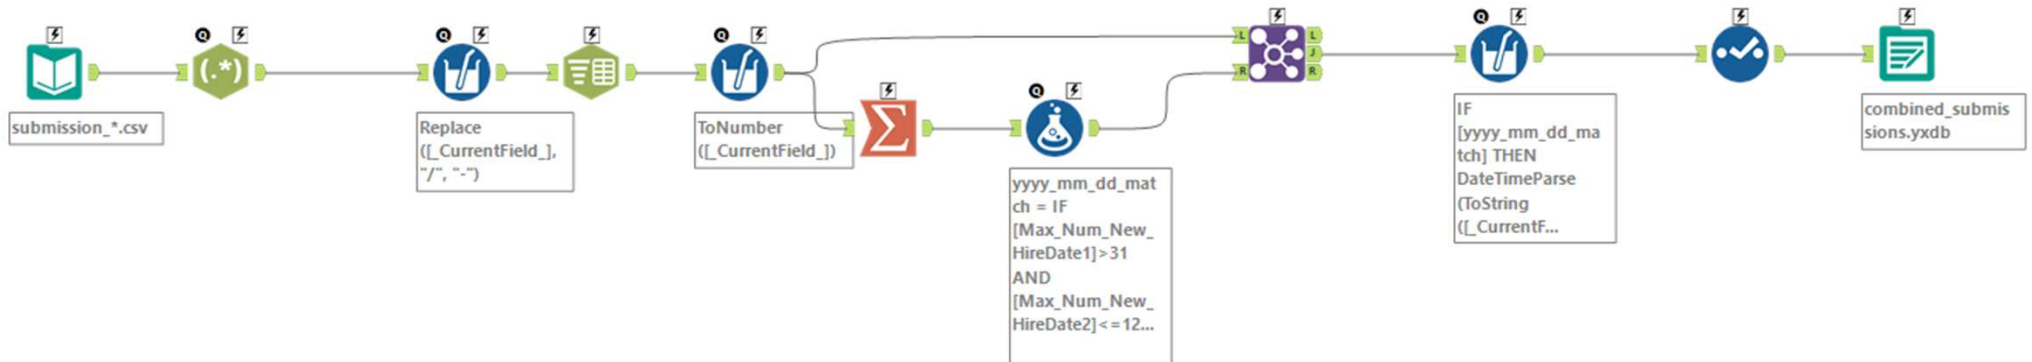 submission_*.csv
(.*)
Replace
([_CurrentField_],
"/", "-")
ToNumber
([_CurrentField_])
yyyy_mm_dd_mat
ch = IF
[Max_Num_New_
HireDate1]>31
AND
[Max_Num_New_
HireDate2]<=12...
L
R
L
J
R
IF
[yyyy_mm_dd_ma
tch] THEN
DateTimeParse
(ToString
([_CurrentF...
combined_submis
sions.yxdb
Q
Q
Q
Q
Q